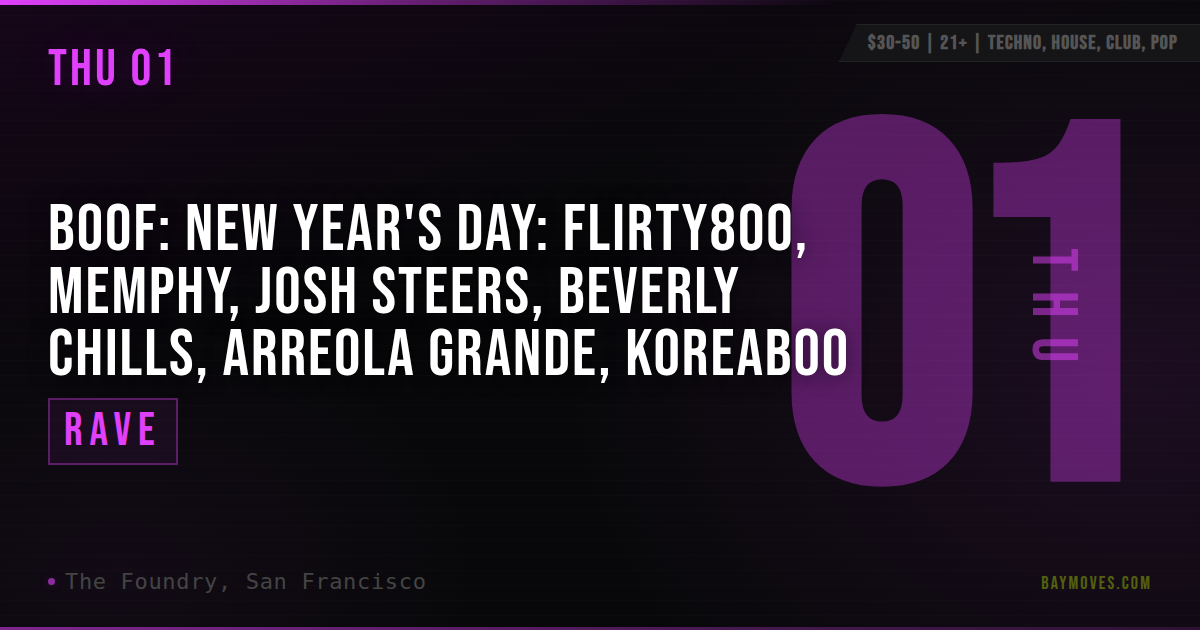 THU 01
$30-50 | 21+ | TECHNO, HOUSE, CLUB, POP
01
THU
BOOF: NEW YEAR'S DAY: FLIRTY800,
MEMPHY, JOSH STEERS, BEVERLY
CHILLS, ARREOLA GRANDE, KOREABOO
RAVE
• The Foundry, San Francisco
BAYMOVES.COM